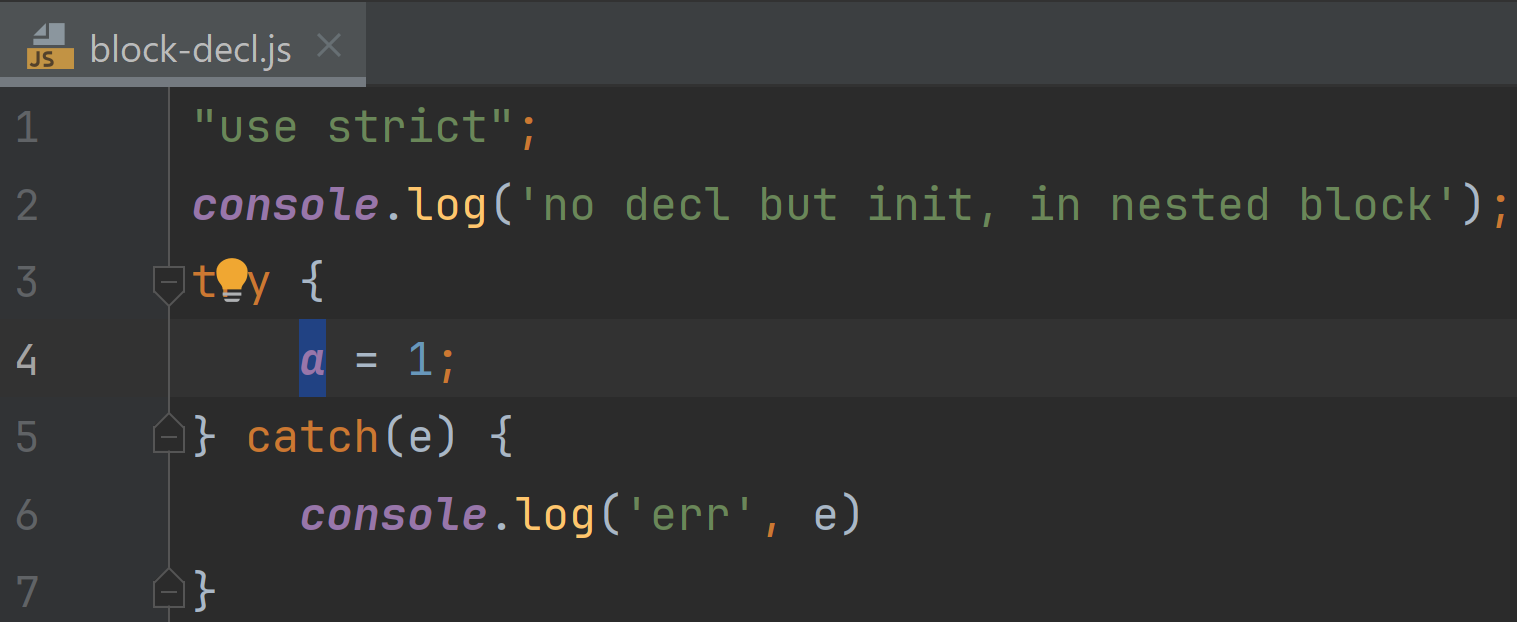 JS block-decl.js
1 "use strict";
2 console.log('no decl but init, in nested block');
3 try {
4     a = 1;
5 } catch(e) {
6     console.log('err', e)
7 }